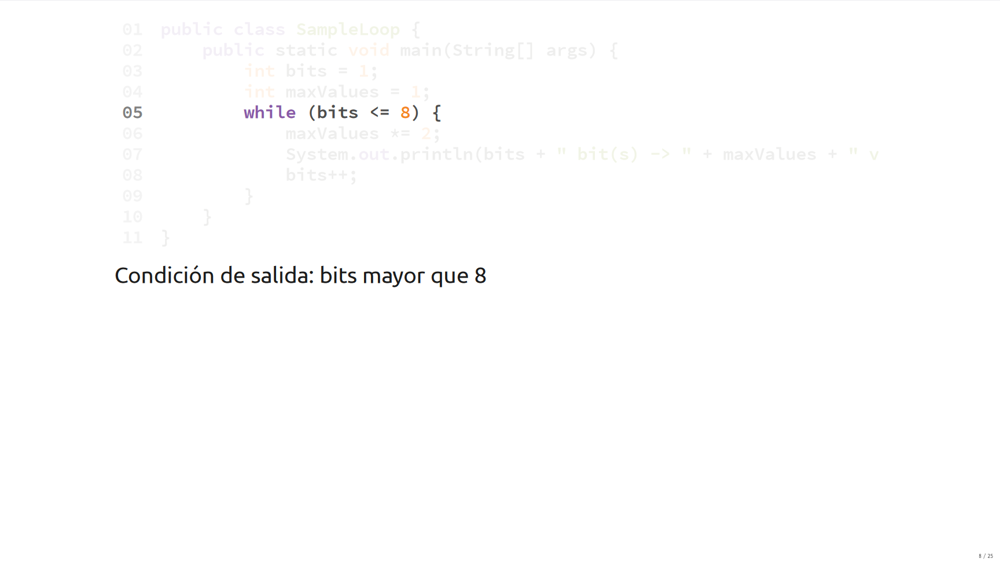 01 public class SampleLoop {
02     public static void main(String[] args) {
03         int bits = 1;
04         int maxValues = 1;
05         while (bits <= 8) {
06             maxValues *= 2;
07             System.out.println(bits + " bit(s) -> " + maxValues + " v
08             bits++;
09         }
10     }
11 }
Condición de salida: bits mayor que 8
8 / 25